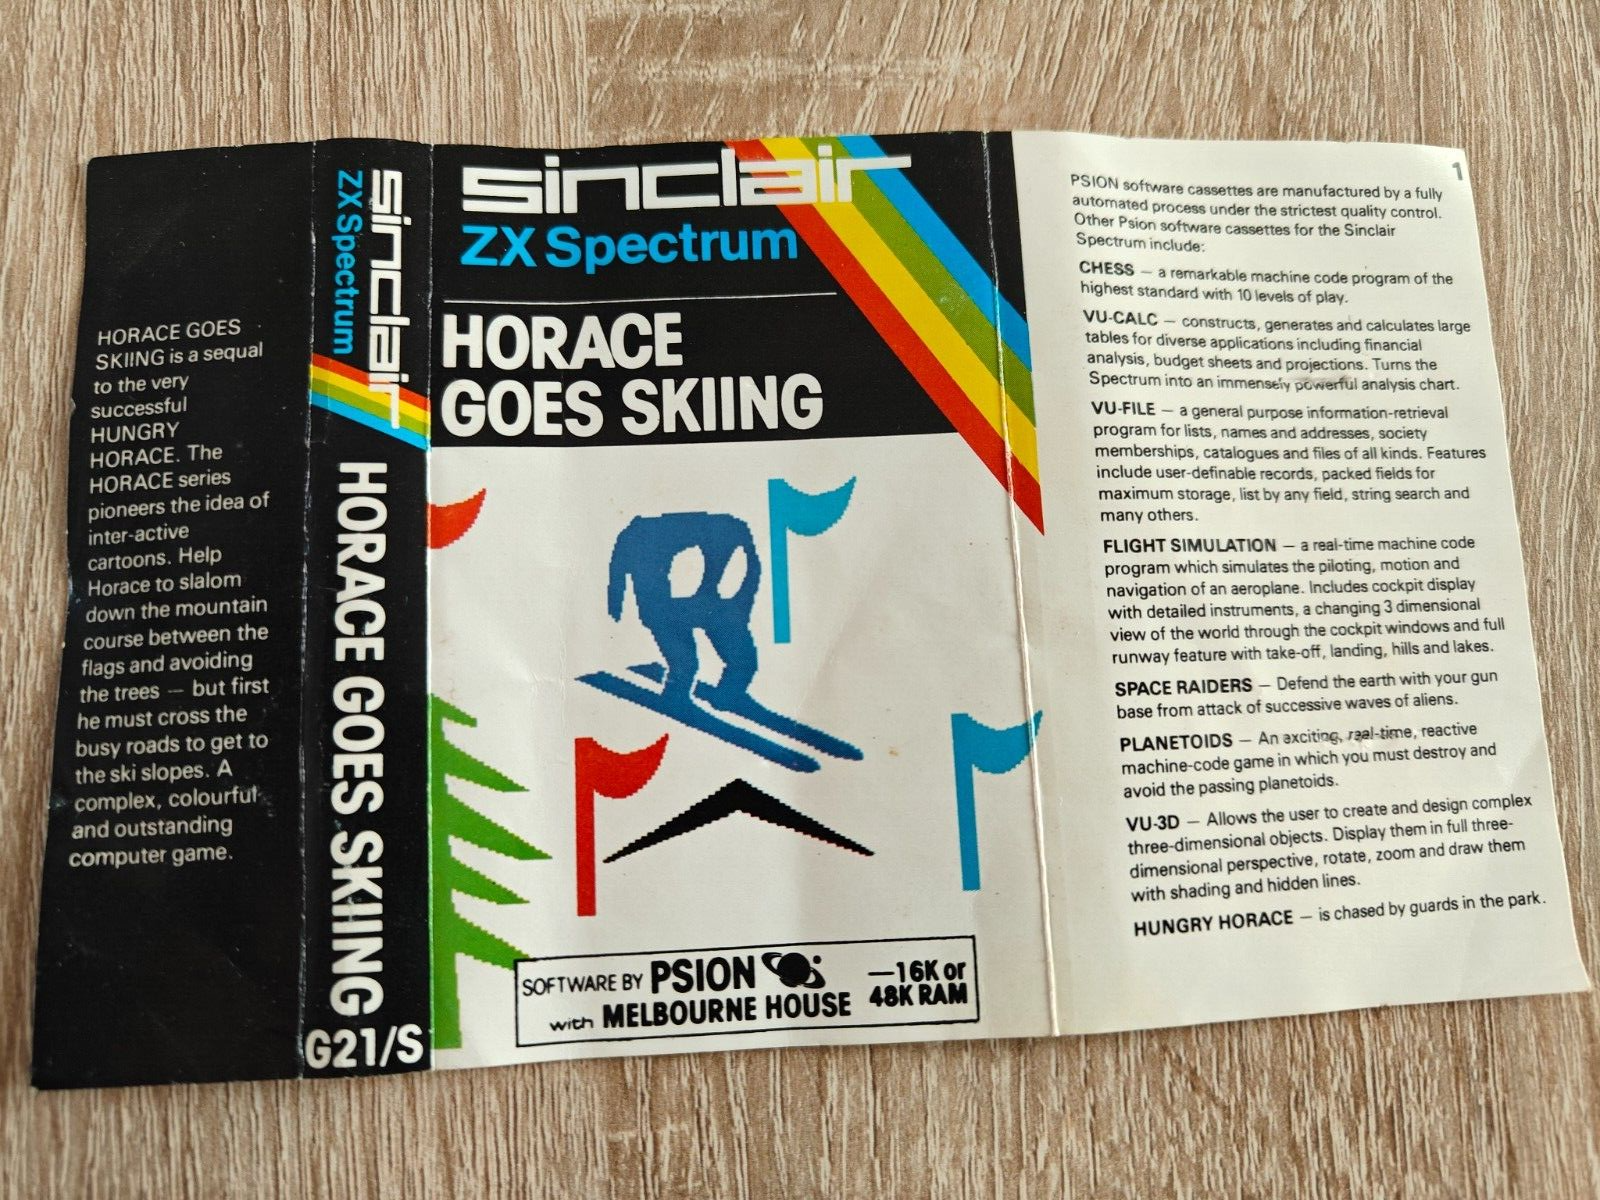 HORACE GOES
SKIING is a sequal
to the very
successful
HUNGRY
HORACE. The
HORACE series
pioneers the idea of
inter-active
cartoons. Help
Horace to slalom
down the mountain
course between the
flags and avoiding
the trees — but first
he must cross the
busy roads to get to
the ski slopes. A
complex, colourful
and outstanding
computer game.
sinclair
ZX Spectrum
HORACE GOES SKIING
G21/S
sinclair
ZX Spectrum
HORACE
GOES SKIING
SOFTWARE BY PSION
with MELBOURNE HOUSE
—16K or
48K RAM
1
PSION software cassettes are manufactured by a fully
automated process under the strictest quality control.
Other Psion software cassettes for the Sinclair
Spectrum include:
CHESS — a remarkable machine code program of the
highest standard with 10 levels of play.
VU-CALC — constructs, generates and calculates large
tables for diverse applications including financial
analysis, budget sheets and projections. Turns the
Spectrum into an immensely powerful analysis chart.
VU-FILE — a general purpose information-retrieval
program for lists, names and addresses, society
memberships, catalogues and files of all kinds. Features
include user-definable records, packed fields for
maximum storage, list by any field, string search and
many others.
FLIGHT SIMULATION — a real-time machine code
program which simulates the piloting, motion and
navigation of an aeroplane. Includes cockpit display
with detailed instruments, a changing 3 dimensional
view of the world through the cockpit windows and full
runway feature with take-off, landing, hills and lakes.
SPACE RAIDERS — Defend the earth with your gun
base from attack of successive waves of aliens.
PLANETOIDS — An exciting, real-time, reactive
machine-code game in which you must destroy and
avoid the passing planetoids.
VU-3D — Allows the user to create and design complex
three-dimensional objects. Display them in full three-
dimensional perspective, rotate, zoom and draw them
with shading and hidden lines.
HUNGRY HORACE — is chased by guards in the park.